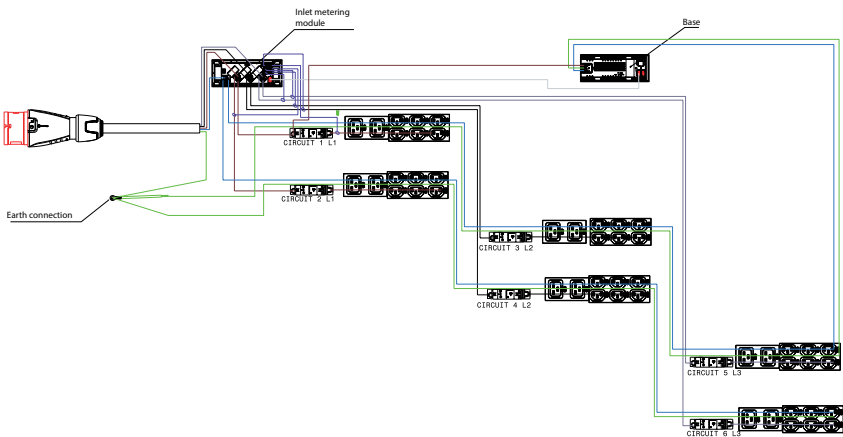 Inlet metering
module
Base
CIRCUIT 1 L1
CIRCUIT 2 L1
Earth connection
CIRCUIT 3 L2
CIRCUIT 4 L2
CIRCUIT 5 L3
CIRCUIT 6 L3